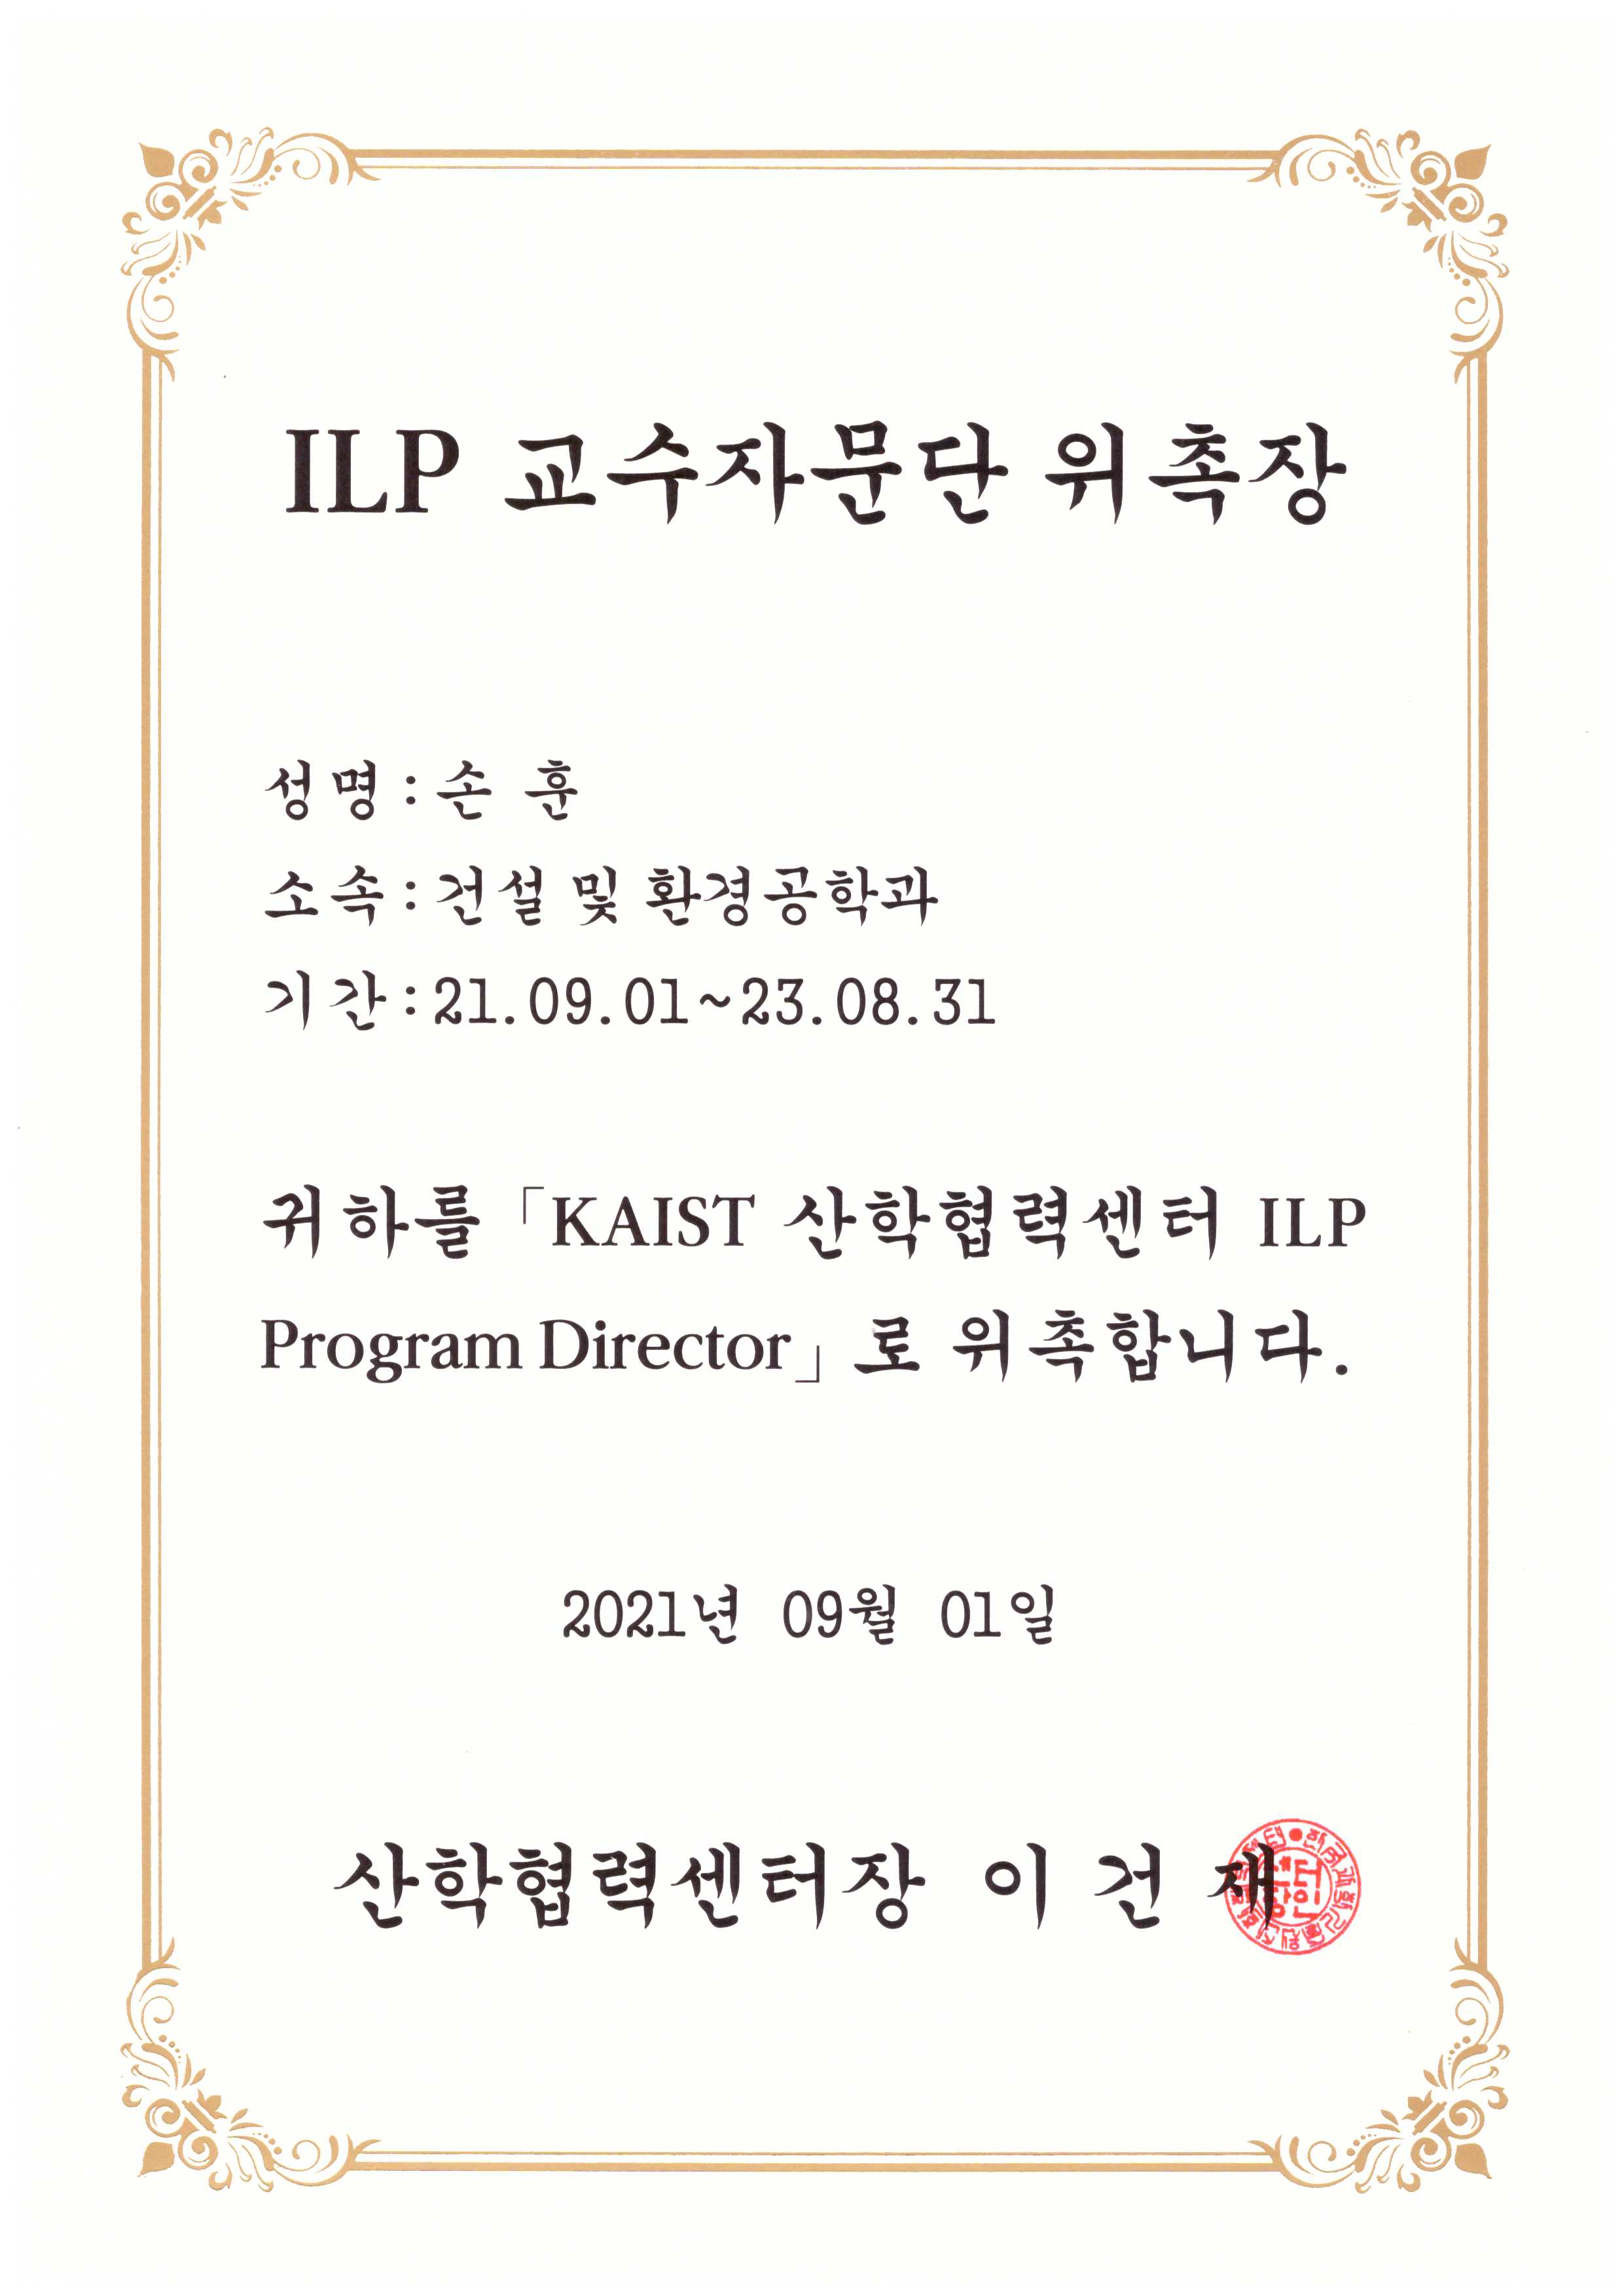 ILP 교수자문단 위촉장
성 명 : 손 훈
소 속 : 건설 및 환경공학과
기 간 : 21.09.01~23.08.31
귀하를 「KAIST 산학협력센터 ILP
Program Director」로 위촉합니다.
2021년 09월 01일
산학협력센터장 이 건 재